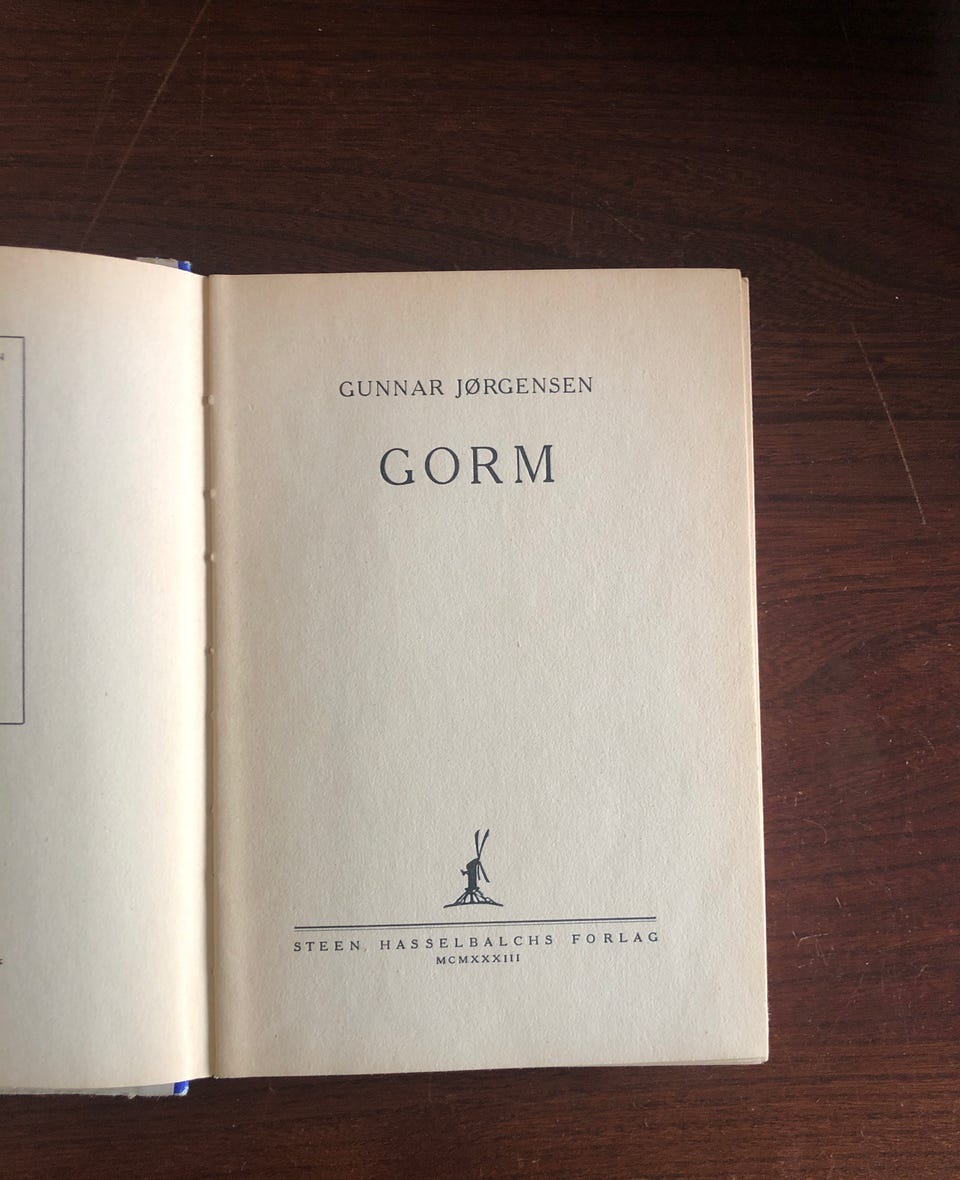 GUNNAR JØRGENSEN
GORM
STEEN HASSELBALCHS FORLAG
MCMXXXIII